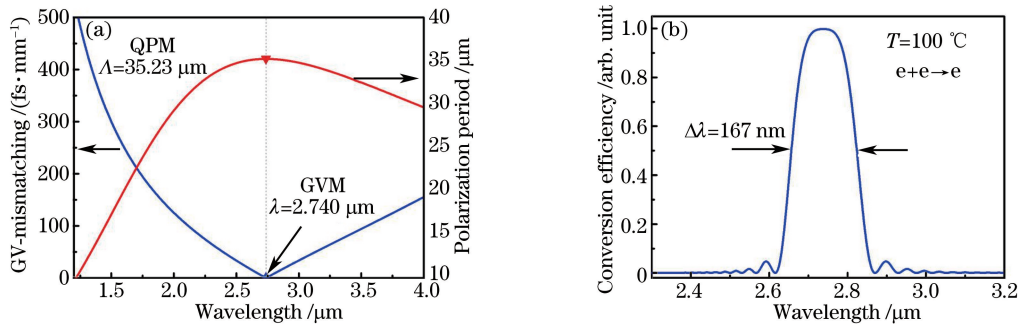 (a)
QPM
Λ=35.23 μm
GVM
λ=2.740 μm
GV-mismatching /(fs·mm⁻¹)
500
400
300
200
100
0
40
35
30
25
20
15
10
Polarization period /μm
1.5 2.0 2.5 3.0 3.5 4.0
Wavelength /μm
(b)
T=100 ℃
e+e→e
Δλ=167 nm
Conversion efficiency /arb. unit
1.0
0.8
0.6
0.4
0.2
0
2.4 2.6 2.8 3.0 3.2
Wavelength /μm